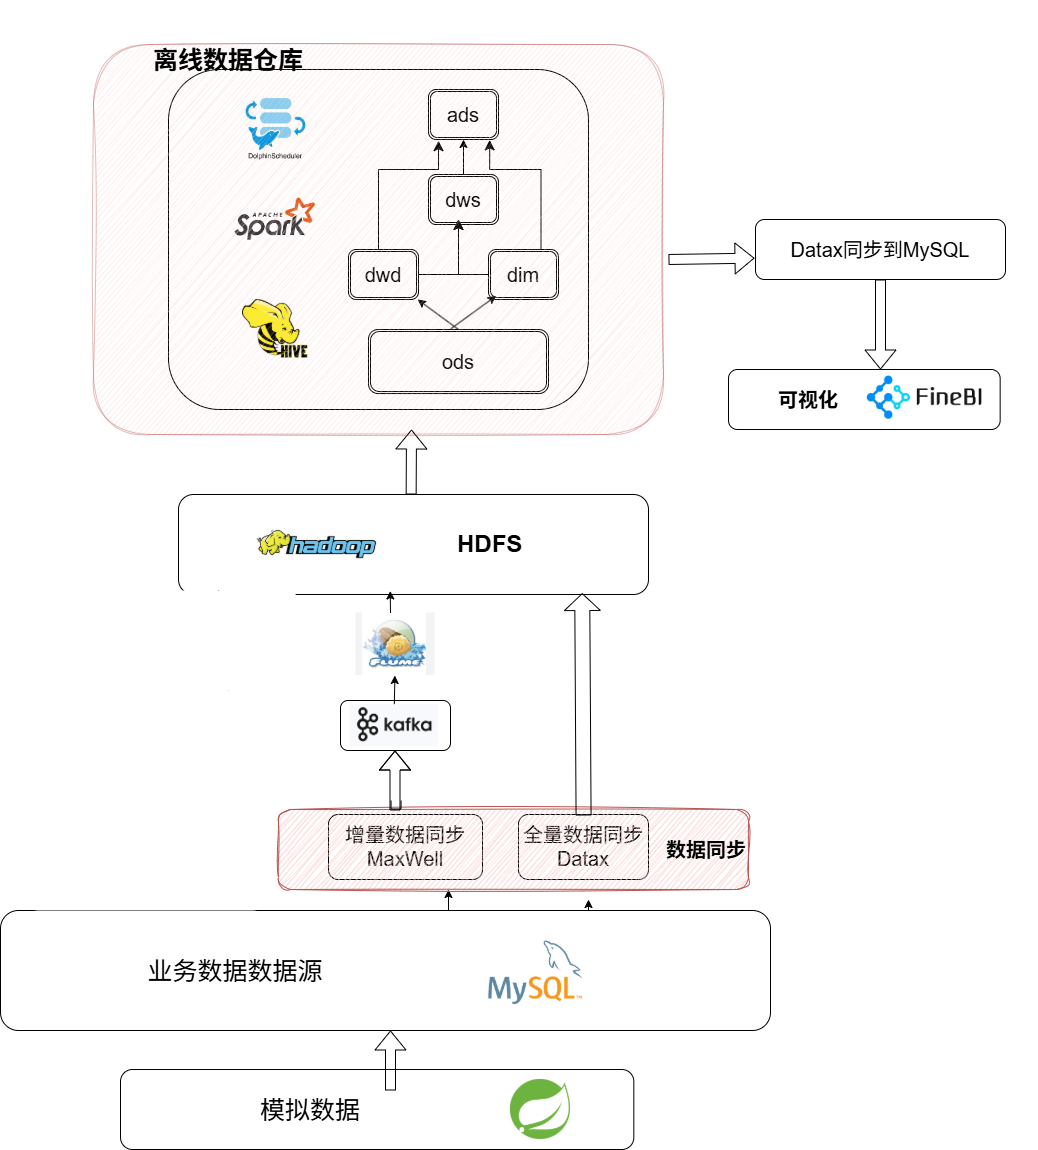 离线数据仓库
DolphinScheduler
ads
APACHE
Spark
dws
dwd
dim
HIVE
ods
Datax同步到MySQL
可视化
FineBI
hadoop
HDFS
FLUME
kafka
增量数据同步
MaxWell
全量数据同步
Datax
数据同步
业务数据数据源
MySQL
模拟数据